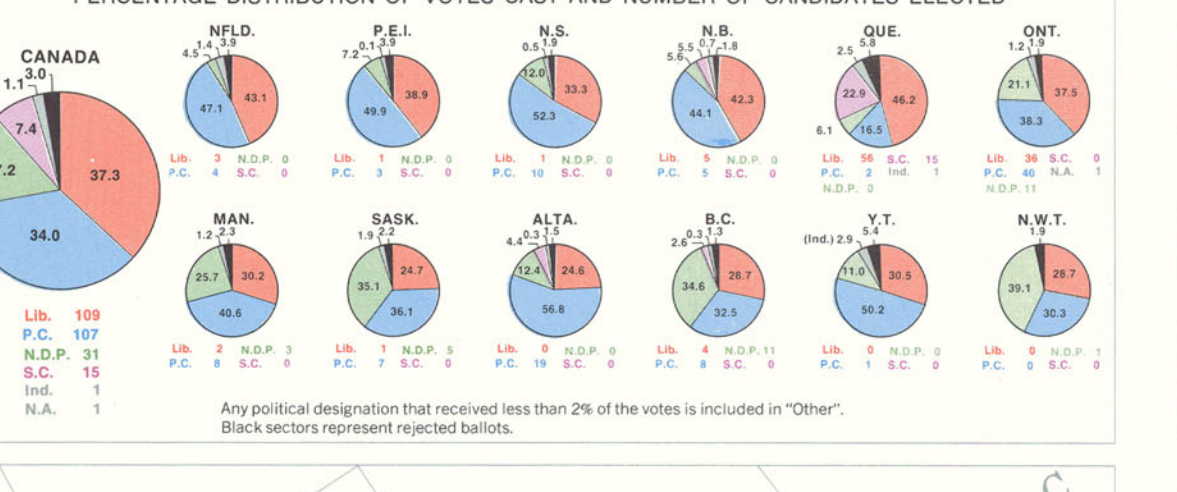 PERCENTAGE DISTRIBUTION OF VOTES CAST AND NUMBER OF CANDIDATES ELECTED
CANADA
3.0
1.1
7.4
7.2
37.3
34.0
Lib. 109
P.C. 107
N.D.P. 31
S.C. 15
Ind. 1
N.A. 1
NFLD.
1.4 3.9
4.5
47.1 43.1
Lib. 3 N.D.P. 0
P.C. 4 S.C. 0
P.E.I.
0.1 3.9
7.2
38.9
49.9
Lib. 1 N.D.P. 0
P.C. 3 S.C. 0
N.S.
0.5 1.9
12.0
33.3
52.3
Lib. 1 N.D.P. 0
P.C. 10 S.C. 0
N.B.
5.5 0.7 1.8
5.6
42.3
44.1
Lib. 5 N.D.P. 0
P.C. 5 S.C. 0
QUE.
5.8
2.5
22.9 46.2
6.1 16.5
Lib. 56 S.C. 15
P.C. 2 Ind. 1
N.D.P. 0
ONT.
1.2 1.9
21.1 37.5
38.3
Lib. 36 S.C. 0
P.C. 40 N.A. 1
N.D.P. 11
MAN.
1.2 2.3
25.7 30.2
40.6
Lib. 2 N.D.P. 3
P.C. 8 S.C. 0
SASK.
1.9 2.2
24.7
35.1
36.1
Lib. 1 N.D.P. 5
P.C. 7 S.C. 0
ALTA.
0.3 1.5
4.4
12.4 24.6
56.8
Lib. 0 N.D.P. 0
P.C. 19 S.C. 0
B.C.
0.3 1.3
2.6
28.7
34.6
32.5
Lib. 4 N.D.P. 11
P.C. 8 S.C. 0
Y.T.
5.4
(Ind.) 2.9
11.0 30.5
50.2
Lib. 0 N.D.P. 0
P.C. 1 S.C. 0
N.W.T.
1.9
28.7
39.1
30.3
Lib. 0 N.D.P. 1
P.C. 0 S.C. 0
Any political designation that received less than 2% of the votes is included in “Other”.
Black sectors represent rejected ballots.
C